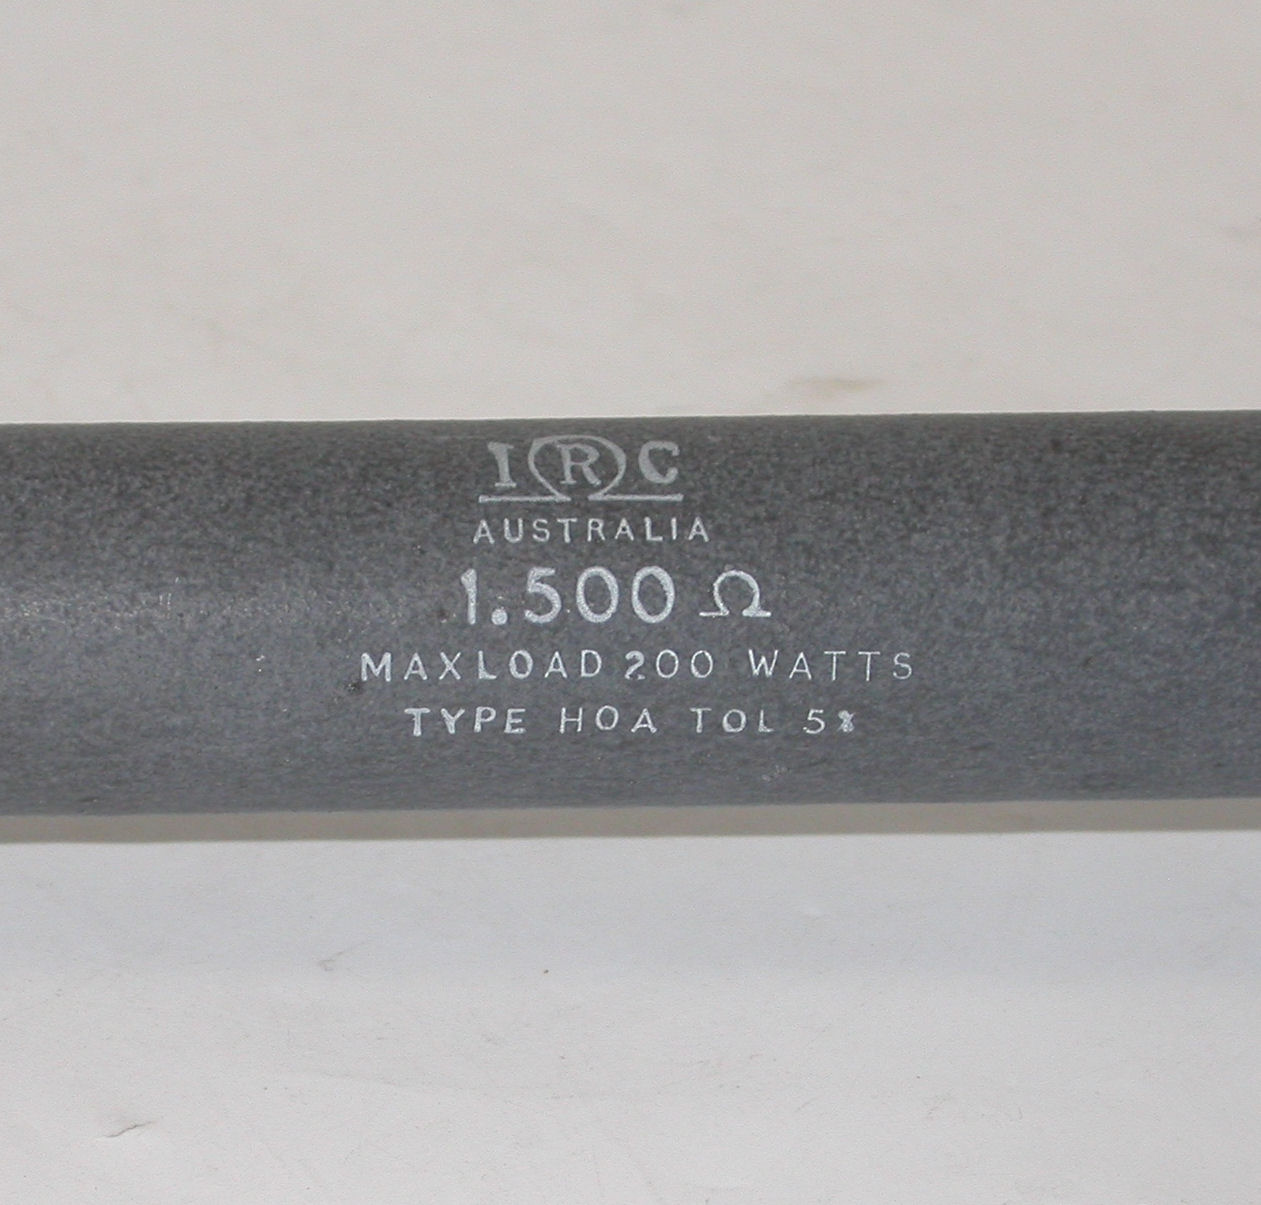 IRC
AUSTRALIA
1.500 Ω
MAXLOAD 200 WATTS
TYPE HOA TOL 5%